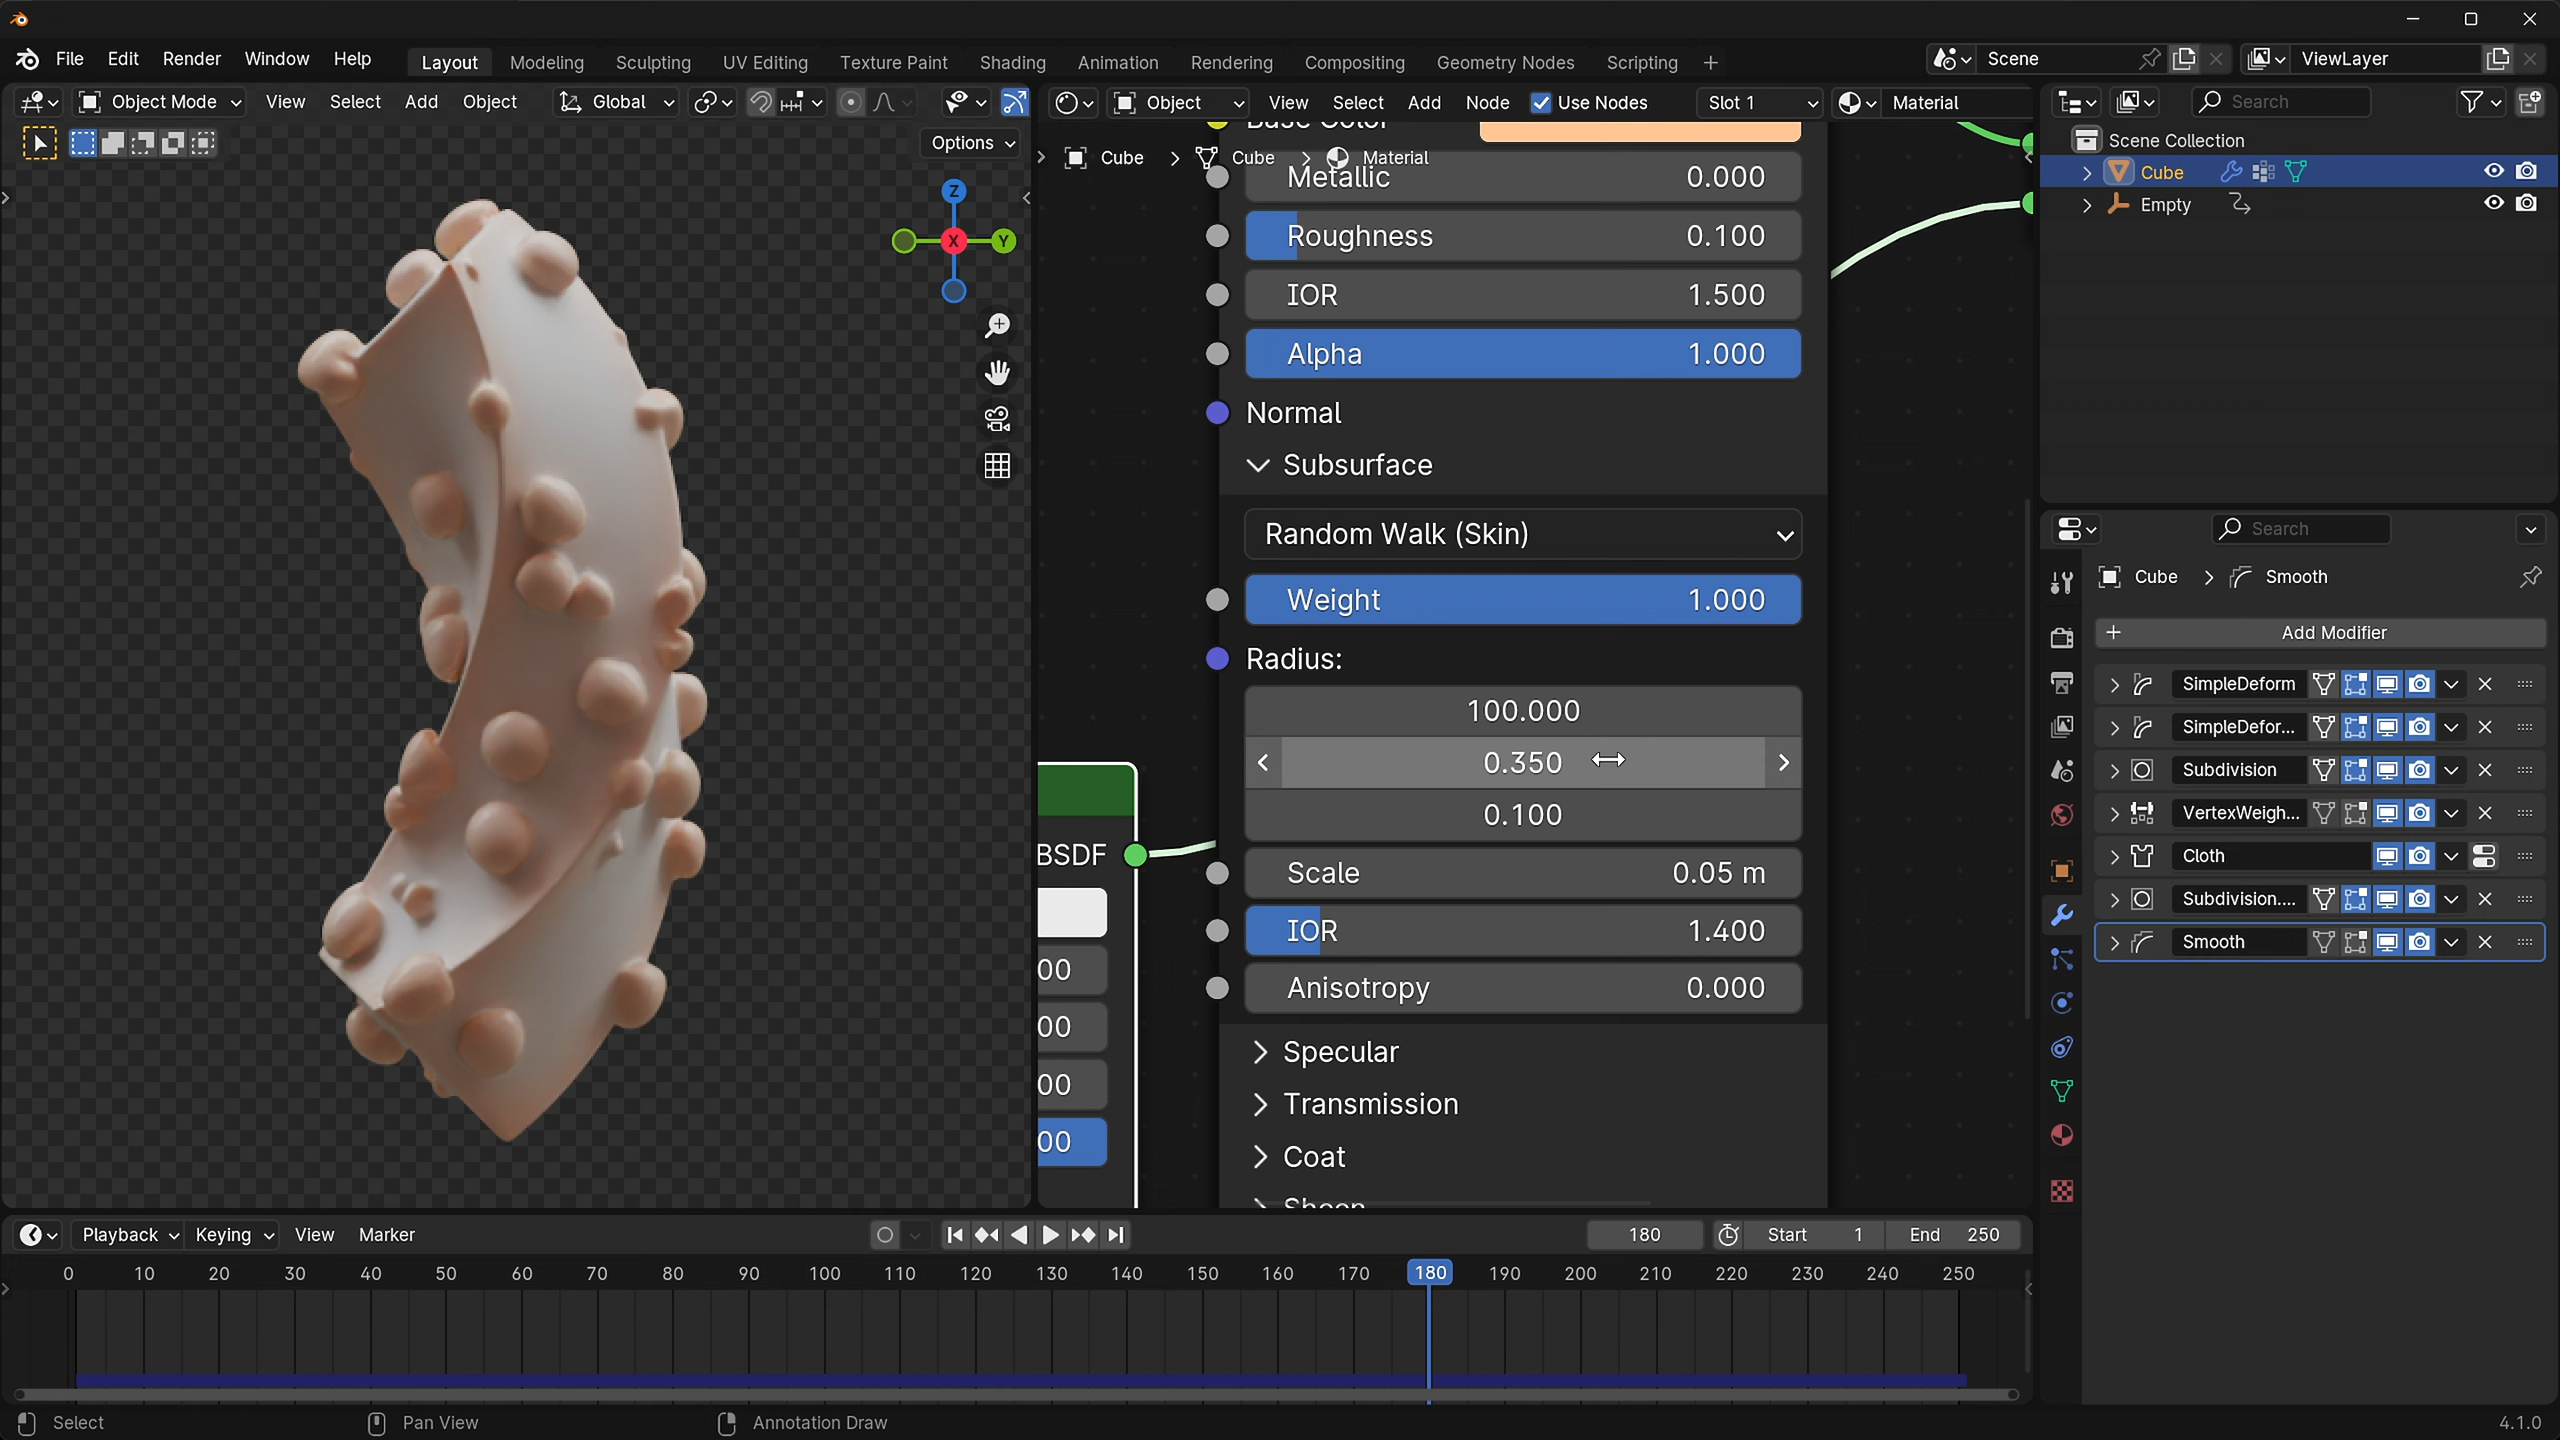 File Edit Render Window Help Layout Modeling Sculpting UV Editing Texture Paint Shading Animation Rendering Compositing Geometry Nodes Scripting + Scene ViewLayer
Object Mode View Select Add Object Global
Options
Z
X Y
Object View Select Add Node Use Nodes Slot 1 Material
Base Color
Cube > Cube > Material
Metallic 0.000
Roughness 0.100
IOR 1.500
Alpha 1.000
Normal
Subsurface
Random Walk (Skin)
Weight 1.000
Radius:
100.000
0.350
0.100
Scale 0.05 m
IOR 1.400
Anisotropy 0.000
Specular
Transmission
Coat
Sheen
BSDF
00
00
00
00
Search
Scene Collection
Cube
Empty
Search
Cube > Smooth
+ Add Modifier
SimpleDeform
SimpleDefor...
Subdivision
VertexWeigh...
Cloth
Subdivision....
Smooth
Playback Keying View Marker 180 Start 1 End 250
0 10 20 30 40 50 60 70 80 90 100 110 120 130 140 150 160 170 180 190 200 210 220 230 240 250
Select Pan View Annotation Draw 4.1.0